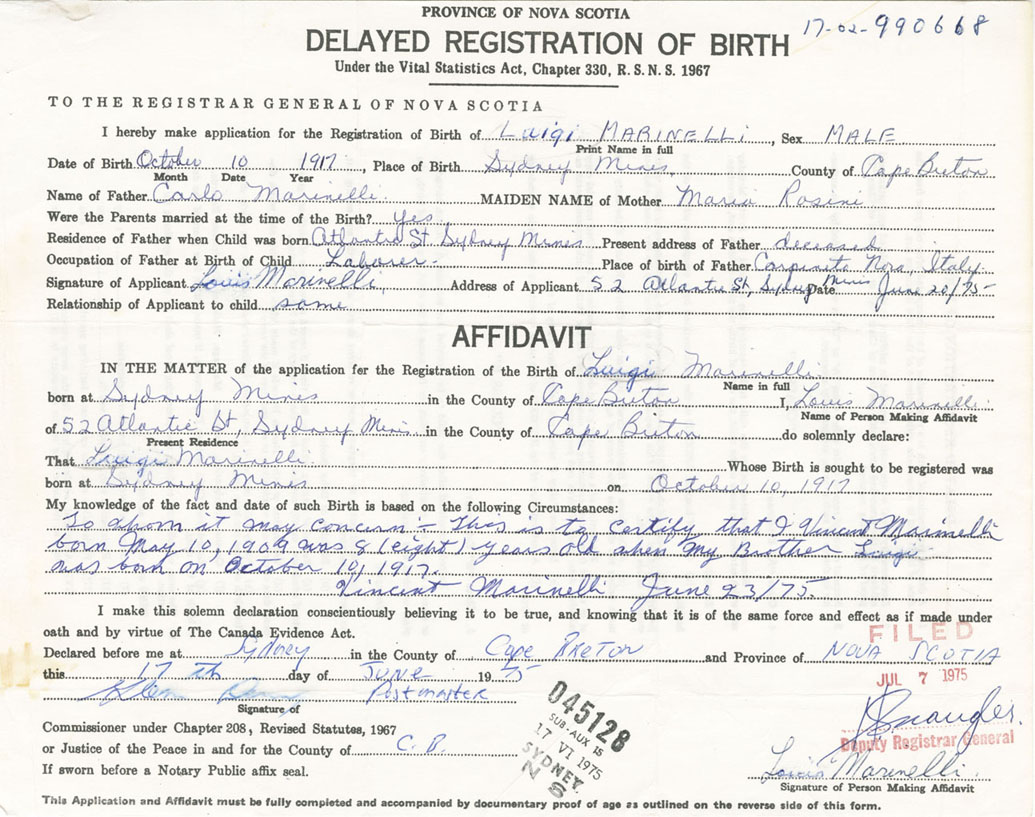 PROVINCE OF NOVA SCOTIA
17-02-990668
DELAYED REGISTRATION OF BIRTH
Under the Vital Statistics Act, Chapter 330, R.S.N.S. 1967
TO THE REGISTRAR GENERAL OF NOVA SCOTIA
I hereby make application for the Registration of Birth of Luigi MARINELLI, Sex MALE
Print Name in full
Date of Birth October 10 1917, Place of Birth Sydney Mines County of Cape Breton
Month Date Year
Name of Father Carlo Marinelli MAIDEN NAME of Mother Maria Rosini
Were the Parents married at the time of the Birth? yes
Residence of Father when Child was born Atlantic St Sydney Mines Present address of Father deceased
Occupation of Father at Birth of Child Laborer. Place of birth of Father Nora, Italy.
Signature of Applicant Louis Marinelli Address of Applicant 52 Atlantic St, Sydney Mines Date June 20/75
Relationship of Applicant to child same
AFFIDAVIT
IN THE MATTER of the application fer the Registration of the Birth of Luigi Marinelli
Name in full
born at Sydney Mines in the County of Cape Breton I, Louis Marinelli
Name of Person Making Affidavit
of 52 Atlantic St, Sydney Mines in the County of Cape Breton do solemnly declare:
Present Residence
That Luigi Marinelli Whose Birth is sought to be registered was
born at Sydney Mines on October 10, 1917
My knowledge of the fact and date of such Birth is based on the following Circumstances:
To whom it may concern:- This is to certify that I Vincent Marinelli
born May 10, 1909 was 8 (eight) years old when My Brother Luigi
was born on October 10, 1917.
Vincent Marinelli June 23/75.
I make this solemn declaration conscientiously believing it to be true, and knowing that it is of the same force and effect as if made under
oath and by virtue of The Canada Evidence Act.
FILED
Declared before me at Sydney in the County of Cape BRETON and Province of NOVA SCOTIA
this 17 th day of JUNE 1975
JUL 7 1975
Postmaster
Signature of
Commissioner under Chapter 208, Revised Statutes, 1967
or Justice of the Peace in and for the County of C. B.
If sworn before a Notary Public affix seal.
045128
SUB. AUX 15
17 VI 1975
SYDNEY,
N S
Deputy Registrar General
Louis Marinelli.
Signature of Person Making Affidavit
This Application and Affidavit must be fully completed and accompanied by documentary proof of age as outlined on the reverse side of this form.